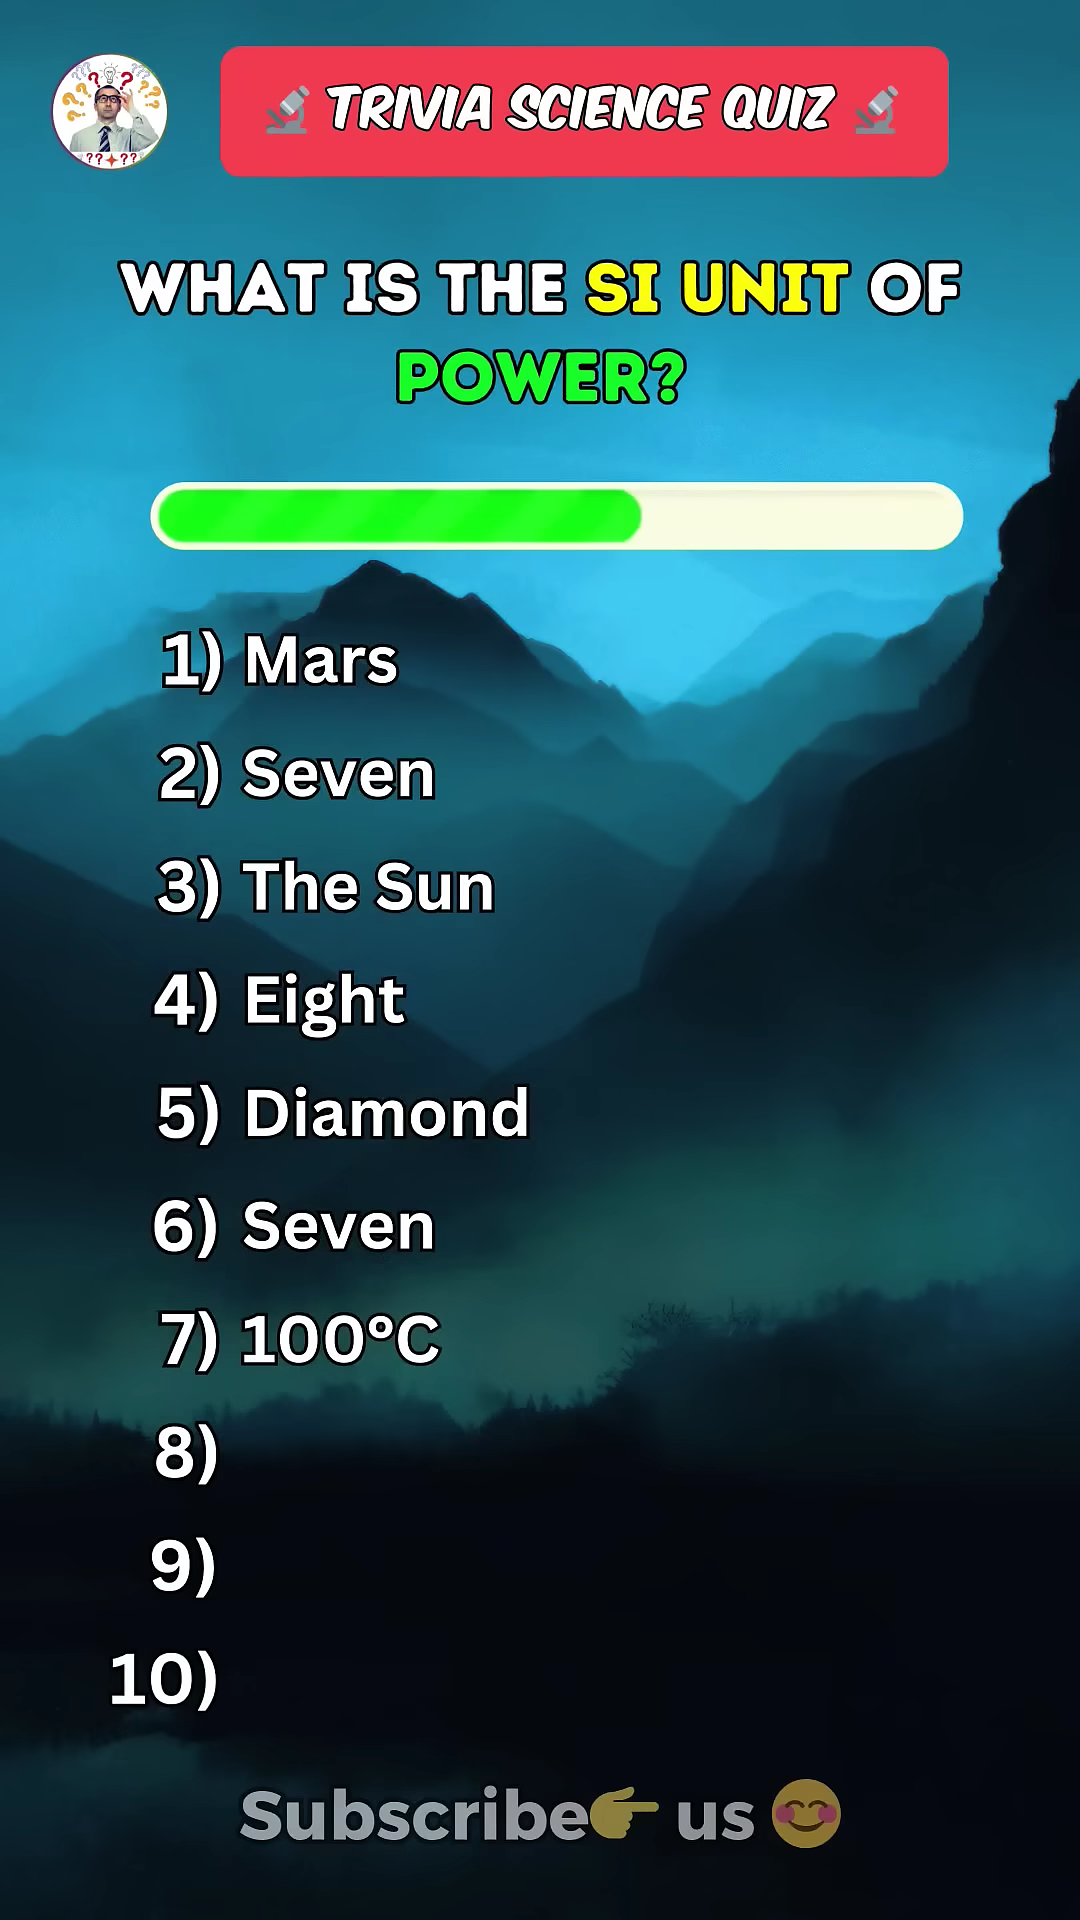 TRIVIA SCIENCE QUIZ
WHAT IS THE SI UNIT OF
POWER?
1) Mars
2) Seven
3) The Sun
4) Eight
5) Diamond
6) Seven
7) 100°C
8)
9)
10)
Subscribe👉 us 😊